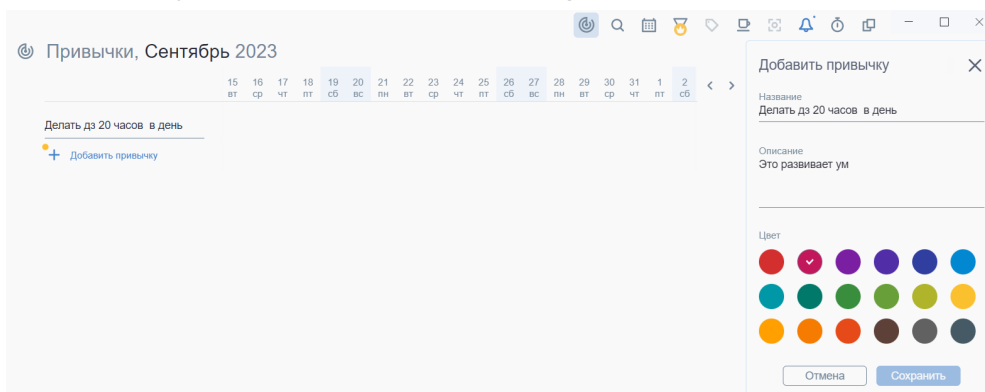 Привычки, Сентябрь 2023
15 16 17 18 19 20 21 22 23 24 25 26 27 28 29 30 31 1 2
вт ср чт пт сб вс пн вт ср чт пт сб вс пн вт ср чт пт сб
Делать дз 20 часов в день
Добавить привычку
Добавить привычку
Название
Делать дз 20 часов в день
Описание
Это развивает ум
Цвет
Отмена Сохранить